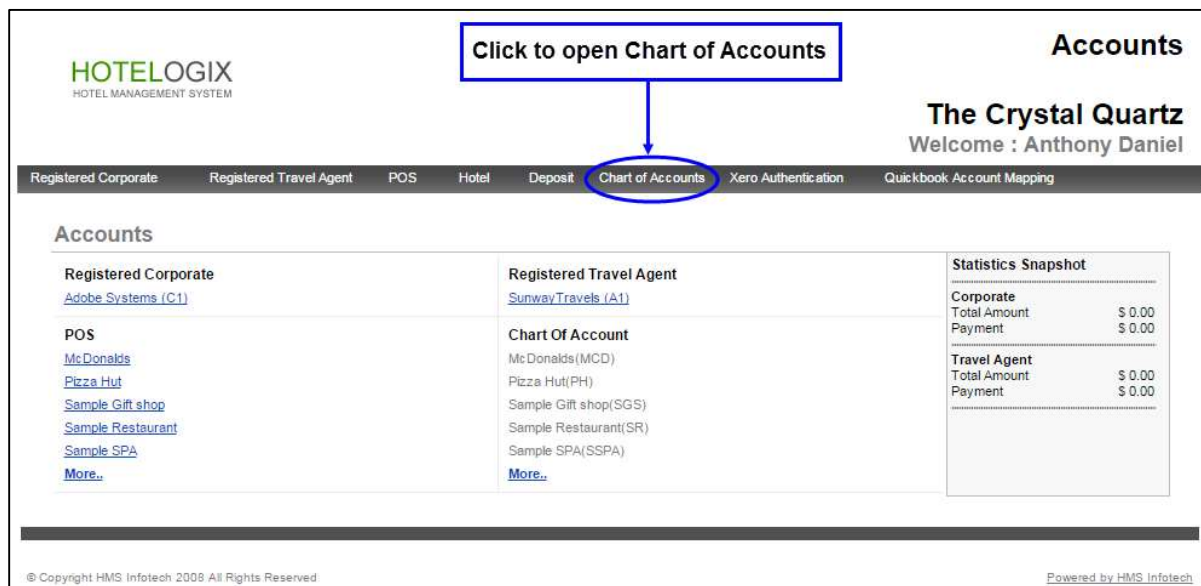 Click to open Chart of Accounts
Accounts
HOTELOGIX
HOTEL MANAGEMENT SYSTEM
The Crystal Quartz
Welcome : Anthony Daniel
Registered Corporate Registered Travel Agent POS Hotel Deposit Chart of Accounts Xero Authentication Quickbook Account Mapping
Accounts
Registered Corporate
Adobe Systems (C1)
Registered Travel Agent
SunwayTravels (A1)
POS
McDonalds
Pizza Hut
Sample Gift shop
Sample Restaurant
Sample SPA
More..
Chart Of Account
McDonalds(MCD)
Pizza Hut(PH)
Sample Gift shop(SGS)
Sample Restaurant(SR)
Sample SPA(SSPA)
More..
Statistics Snapshot
Corporate
Total Amount $ 0.00
Payment $ 0.00
Travel Agent
Total Amount $ 0.00
Payment $ 0.00
© Copyright HMS Infotech 2008 All Rights Reserved
Powered by HMS Infotech